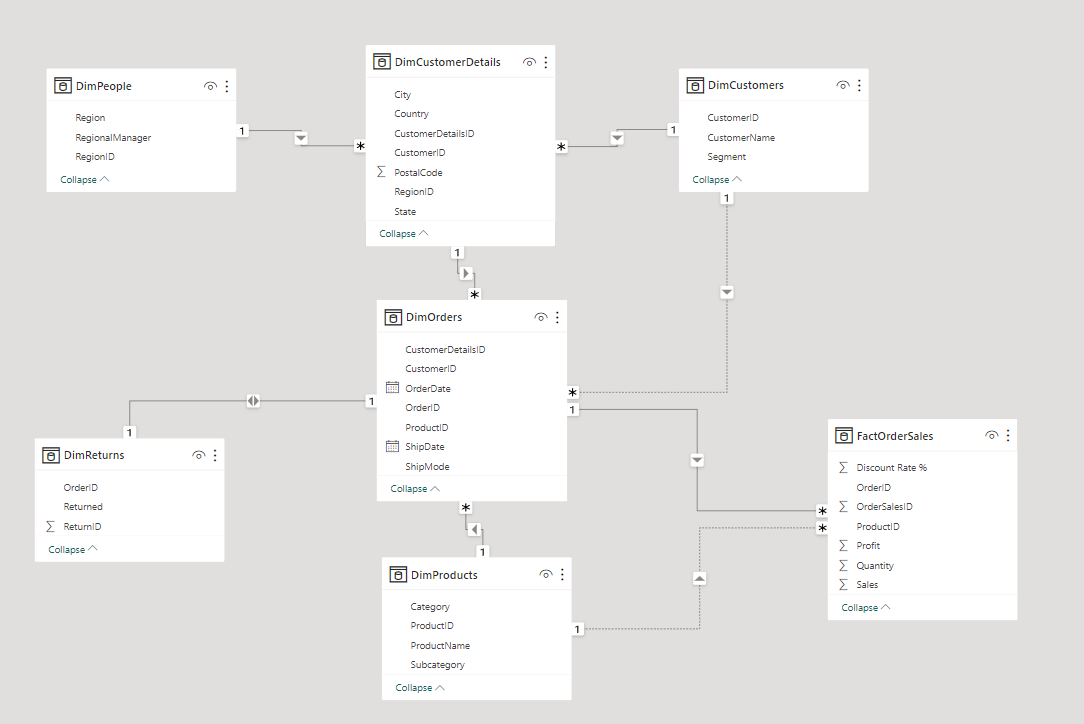 DimPeople
Region
RegionalManager
RegionID
Collapse
1
*
DimCustomerDetails
City
Country
CustomerDetailsID
CustomerID
PostalCode
RegionID
State
Collapse
*
1
DimCustomers
CustomerID
CustomerName
Segment
Collapse
1
1
*
DimOrders
CustomerDetailsID
CustomerID
OrderDate
OrderID
ProductID
ShipDate
ShipMode
Collapse
*
1
1
1
DimReturns
OrderID
Returned
ReturnID
Collapse
*
1
DimProducts
Category
ProductID
ProductName
Subcategory
Collapse
1
*
*
FactOrderSales
Discount Rate %
OrderID
OrderSalesID
ProductID
Profit
Quantity
Sales
Collapse